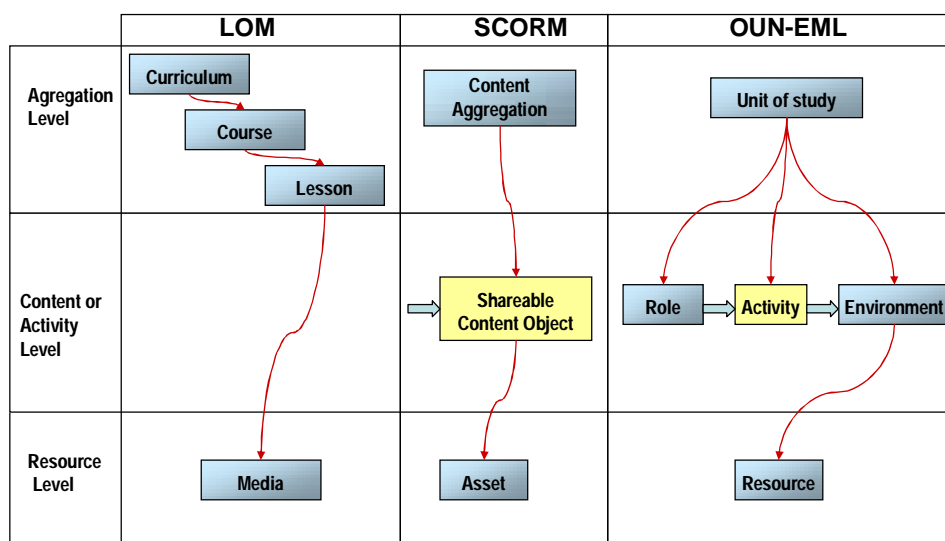 LOM
SCORM
OUN-EML
Agregation
Level
Curriculum
Course
Lesson
Content
Aggregation
Unit of study
Content or
Activity
Level
Shareable
Content Object
Role
Activity
Environment
Resource
Level
Media
Asset
Resource